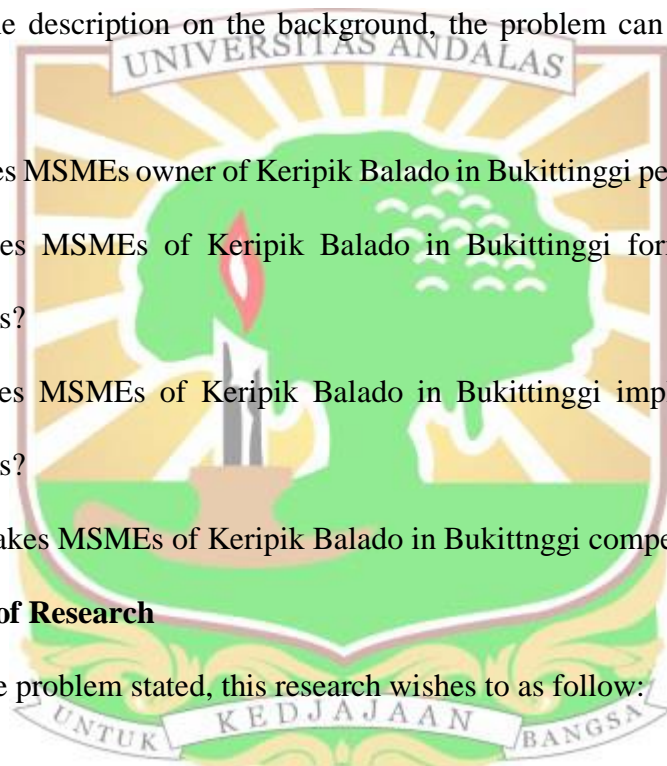 e description on the background, the problem can
UNIVERSITAS ANDALAS
es MSMEs owner of Keripik Balado in Bukittinggi pe
es MSMEs of Keripik Balado in Bukittinggi for
s?
es MSMEs of Keripik Balado in Bukittinggi imp
s?
akes MSMEs of Keripik Balado in Bukittnggi compe
of Research
e problem stated, this research wishes to as follow:
UNTUK KEDJAJAAN BANGSA